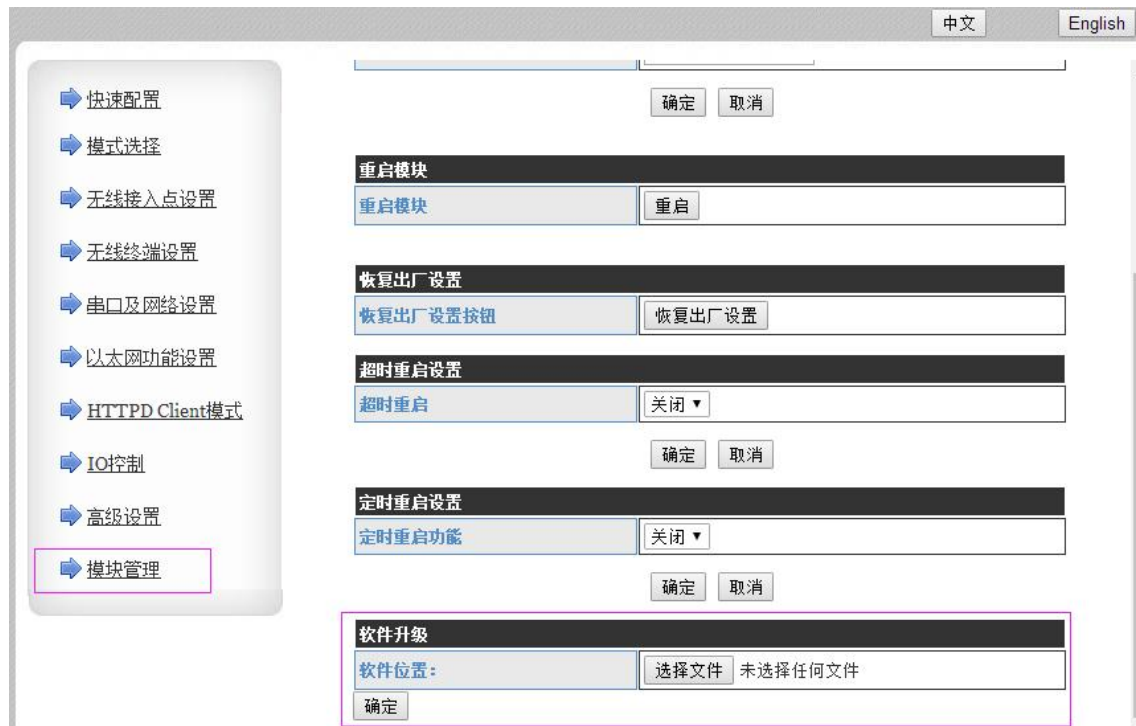 中文 English
快速配置
模式选择
无线接入点设置
无线终端设置
串口及网络设置
以太网功能设置
HTTPD Client模式
IO控制
高级设置
模块管理
确定 取消
重启模块
重启模块 重启
恢复出厂设置
恢复出厂设置按钮 恢复出厂设置
超时重启设置
超时重启 关闭
确定 取消
定时重启设置
定时重启功能 关闭
确定 取消
软件升级
软件位置: 选择文件 未选择任何文件
确定